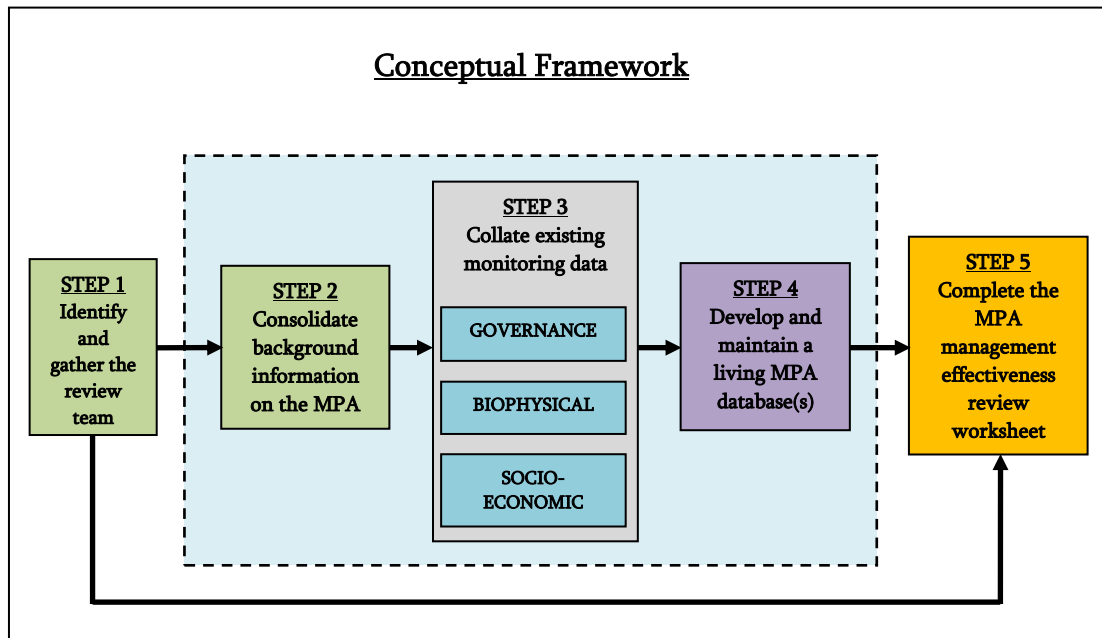 Conceptual Framework
STEP 1
Identify
and
gather the
review
team
STEP 2
Consolidate
background
information
on the MPA
STEP 3
Collate existing
monitoring data
GOVERNANCE
BIOPHYSICAL
SOCIO-
ECONOMIC
STEP 4
Develop and
maintain a
living MPA
database(s)
STEP 5
Complete the
MPA
management
effectiveness
review
worksheet